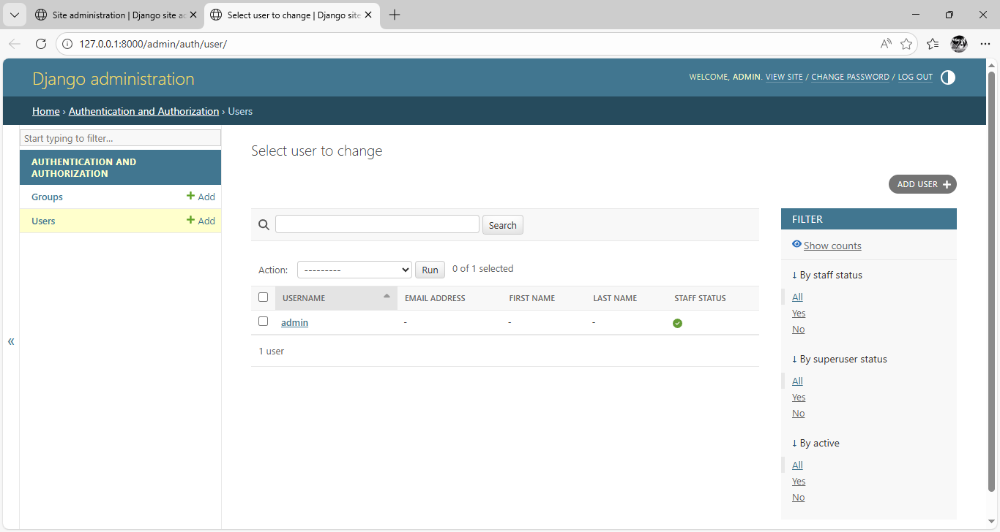 Site administration | Django site ad
Select user to change | Django site
127.0.0.1:8000/admin/auth/user/
Django administration
WELCOME, ADMIN. VIEW SITE / CHANGE PASSWORD / LOG OUT
Home › Authentication and Authorization › Users
Start typing to filter...
AUTHENTICATION AND
AUTHORIZATION
Groups
+ Add
Users
+ Add
«
Select user to change
ADD USER +
Search
Action:
---------
Run
0 of 1 selected
USERNAME
EMAIL ADDRESS
FIRST NAME
LAST NAME
STAFF STATUS
admin
-
-
-
1 user
FILTER
Show counts
↓ By staff status
All
Yes
No
↓ By superuser status
All
Yes
No
↓ By active
All
Yes
No